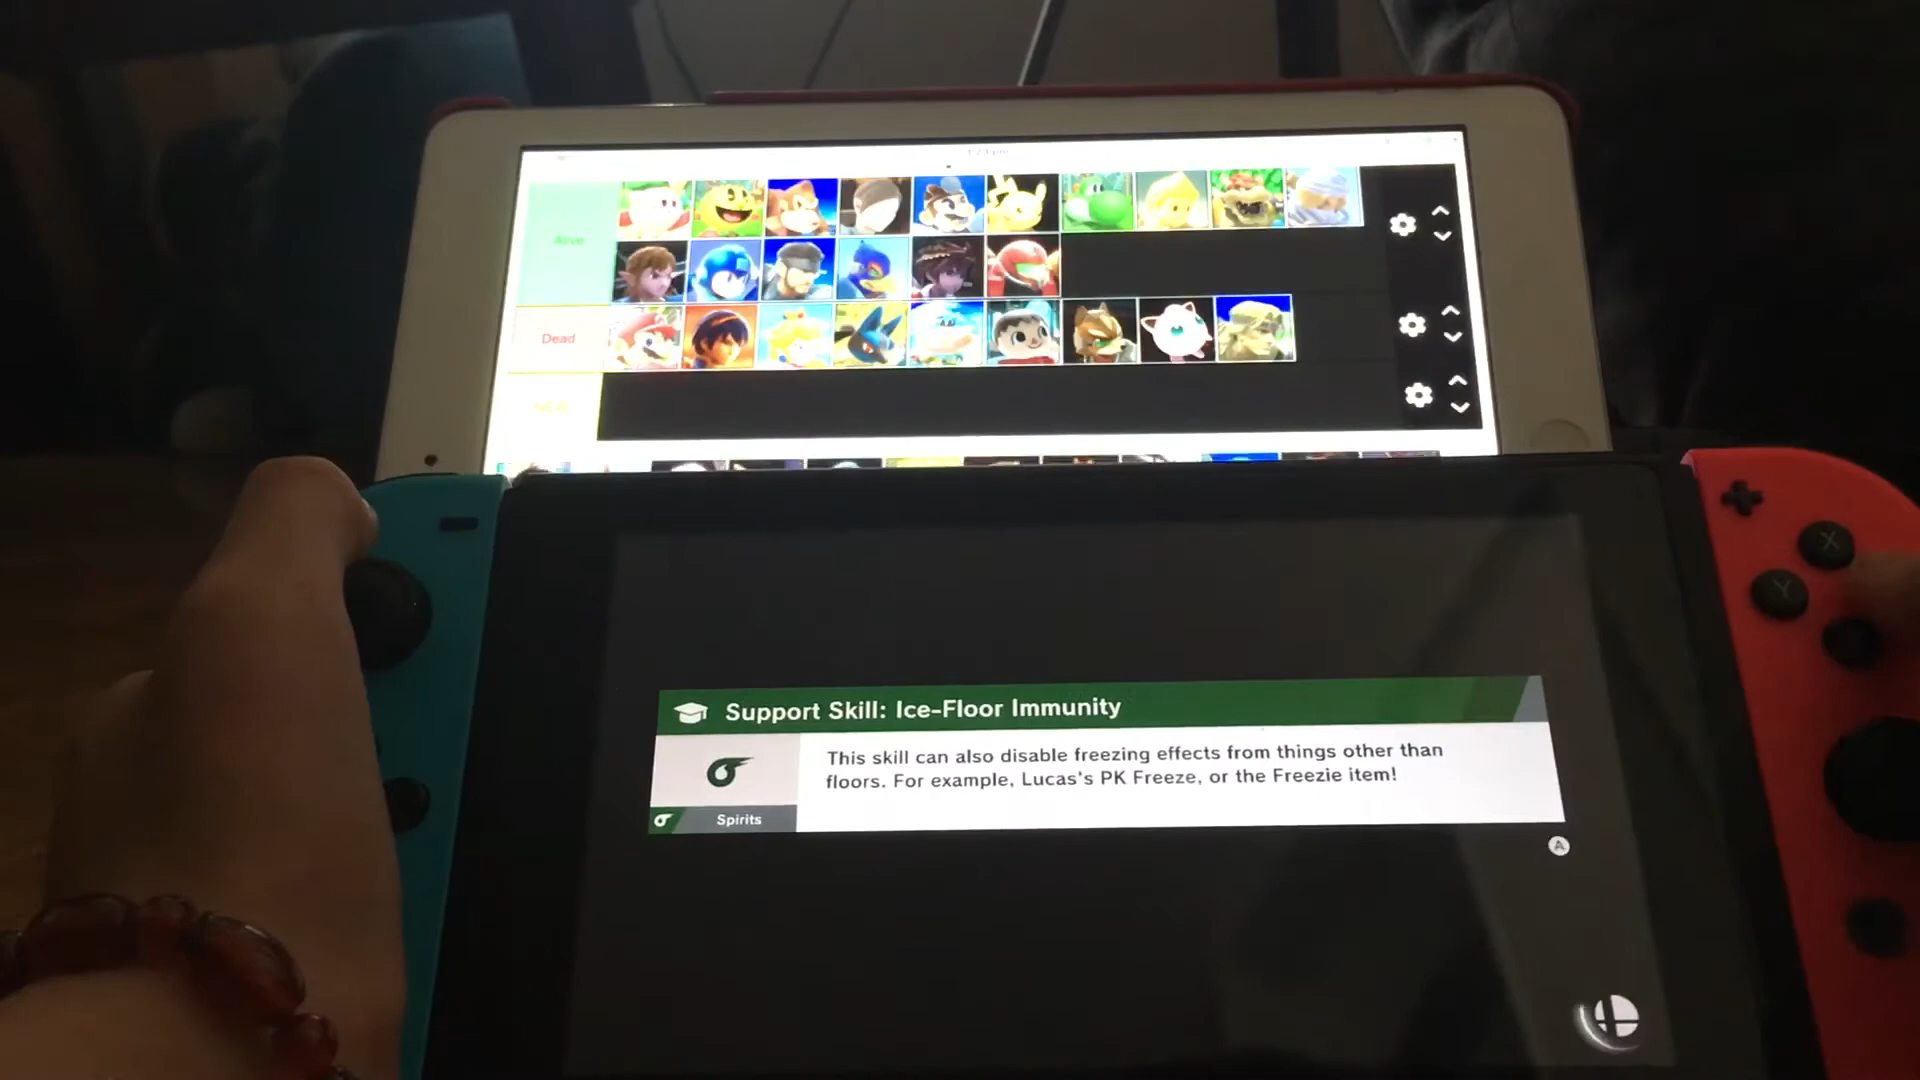 Alive
Dead
Support Skill: Ice-Floor Immunity
This skill can also disable freezing effects from things other than
floors. For example, Lucas's PK Freeze, or the Freezie item!
Spirits
A
X
Y